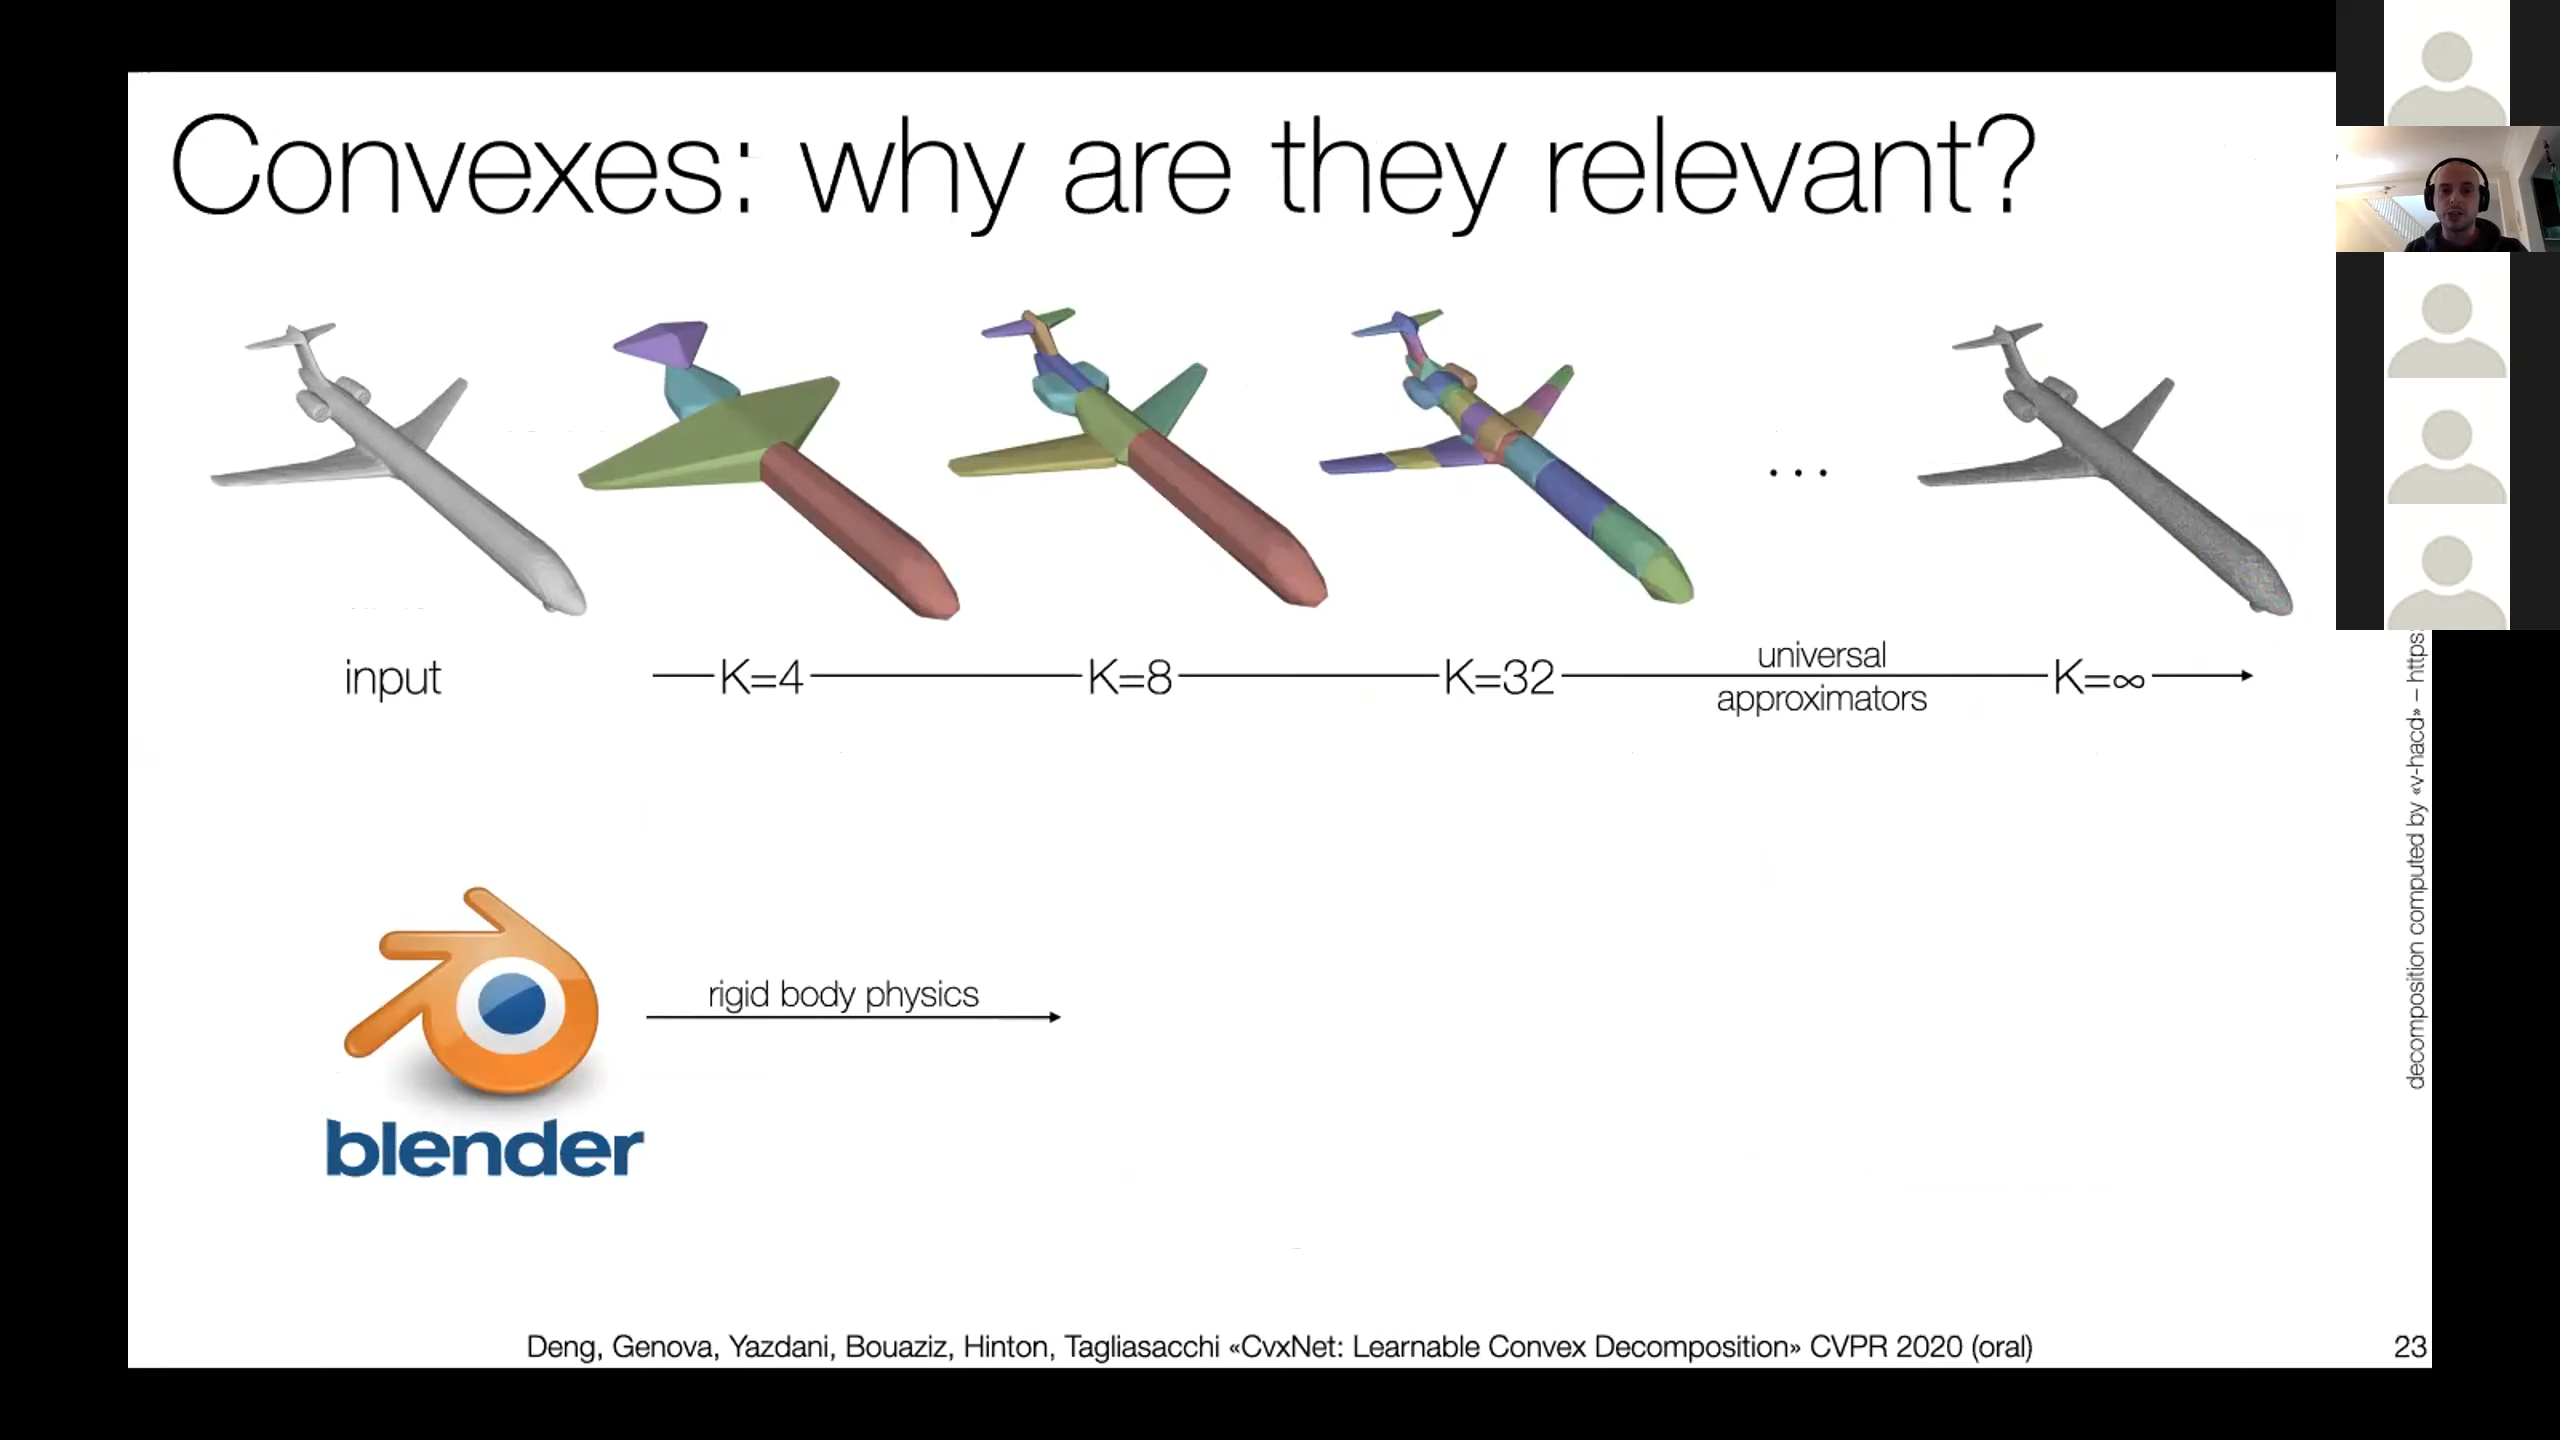 Convexes: why are they relevant?
...
input
K=4
K=8
K=32
universal
approximators
K=∞
decomposition computed by «v-hacd» – https:
rigid body physics
blender
Deng, Genova, Yazdani, Bouaziz, Hinton, Tagliasacchi «CvxNet: Learnable Convex Decomposition» CVPR 2020 (oral)
23